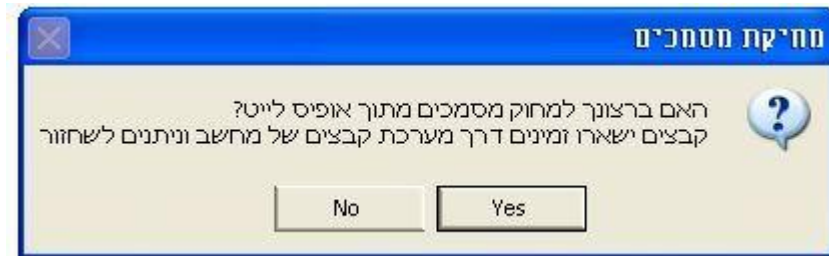 מחיקת מסמכים
האם ברצונך למחוק מסמכים מתוך אופיס לייט?
קבצים ישארו זמינים דרך מערכת קבצים של מחשב וניתנים לשחזור
Yes
No